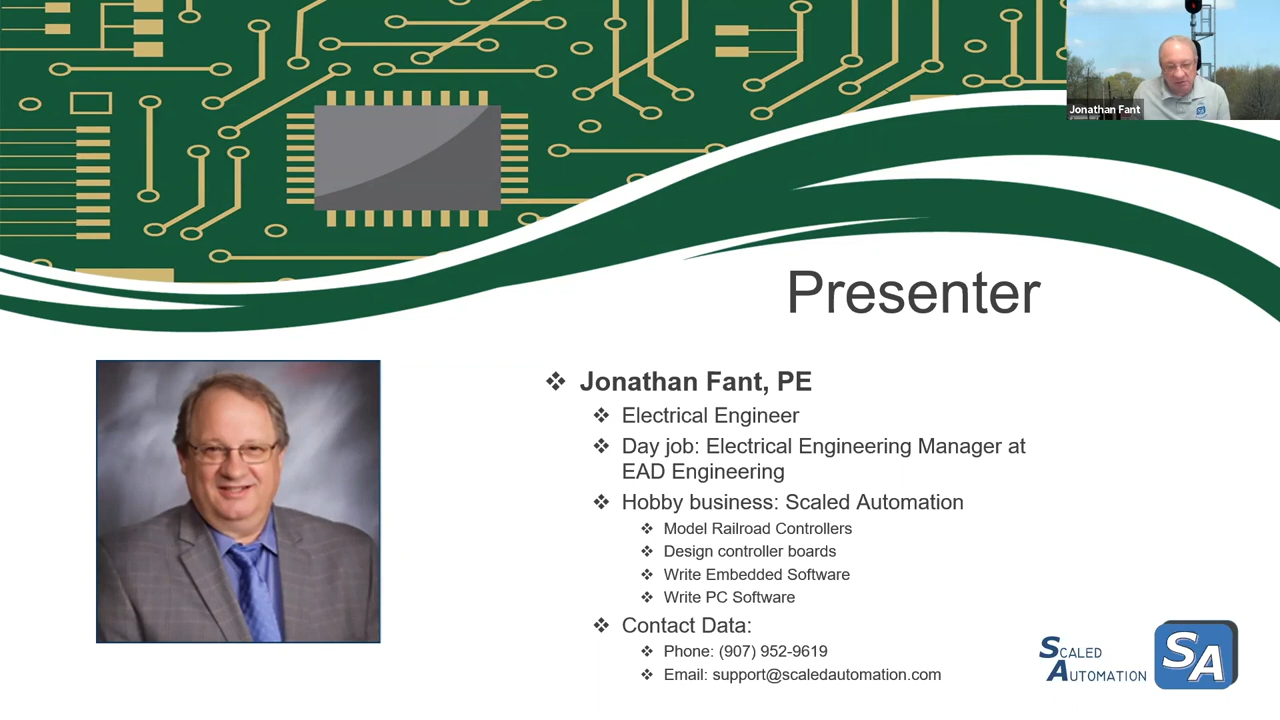 Jonathan Fant
Presenter
❖ Jonathan Fant, PE
❖ Electrical Engineer
❖ Day job: Electrical Engineering Manager at
EAD Engineering
❖ Hobby business: Scaled Automation
❖ Model Railroad Controllers
❖ Design controller boards
❖ Write Embedded Software
❖ Write PC Software
❖ Contact Data:
❖ Phone: (907) 952-9619
❖ Email: support@scaledautomation.com
SCALED
AUTOMATION
SA